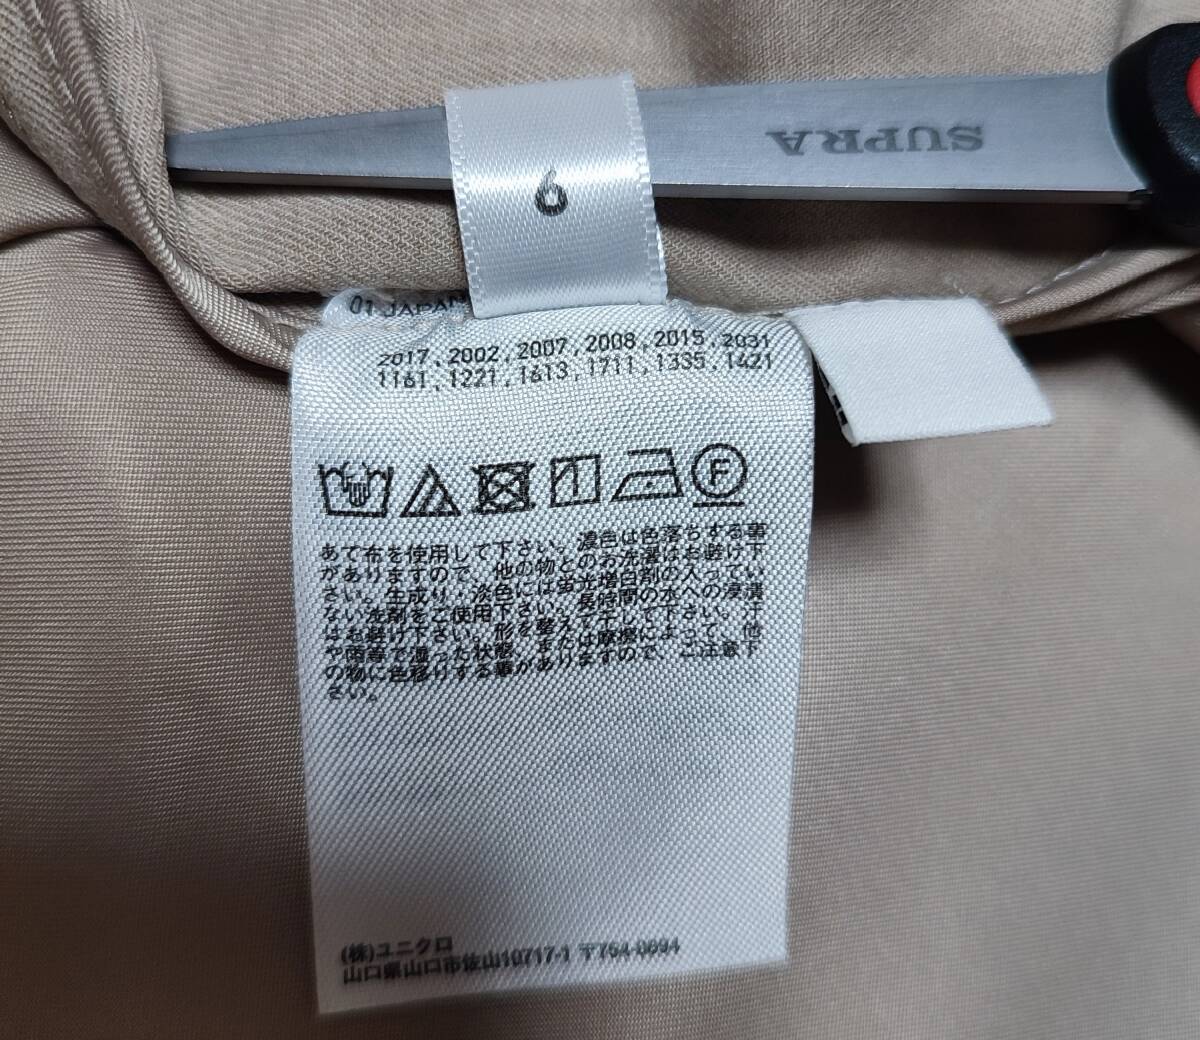 SUPRA
6
01 JAPAN
2017,2002,2007,2008,2015,2031
1161,1221,1613,1711,1335,1421
F
あて布を使用して下さい。濃色は色落ちする事
がありますので、他の物とのお洗濯はお避け下
さい。生成り・淡色には蛍光増白剤の入ってい
ない洗剤をご使用下さい。長時間の水への浸漬
はお避け下さい。形を整えて干して下さい。汗
や雨等で湿った状態、または摩擦によって、他
の物に色移りする事がありますので、ご注意下
さい。
(株)ユニクロ
山口県山口市佐山10717-1 〒754-0894